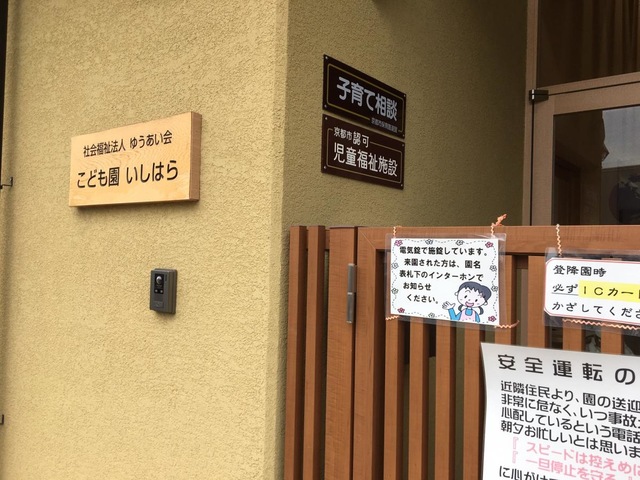 社会福祉法人 ゆうあい会
こども園 いしはら
子育て相談
京都市認可
児童福祉施設
電気錠で施錠しています。
来園された方は、園名
表札下のインターホンで
お知らせ
ください。
登降園時
必ずICカード
かざしてくださ
安全運転の
近隣住民より、園の送迎
非常に危なく、いつ事故
心配しているという電話
朝夕お忙しいとは思いま
『スピードは控えめに
『一旦停止を守る
に心がけ